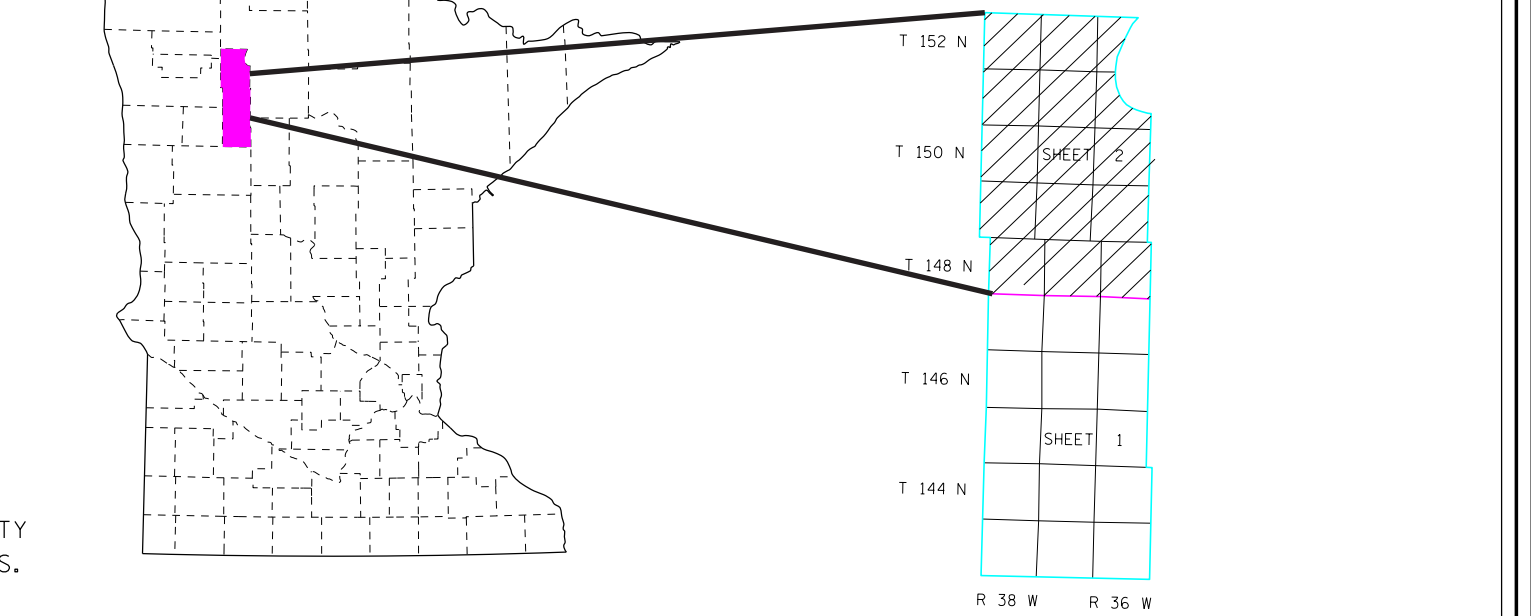 T 152 N
T 150 N
SHEET 2
T 148 N
T 146 N
SHEET 1
T 144 N
TY
S.
R 38 W R 36 W